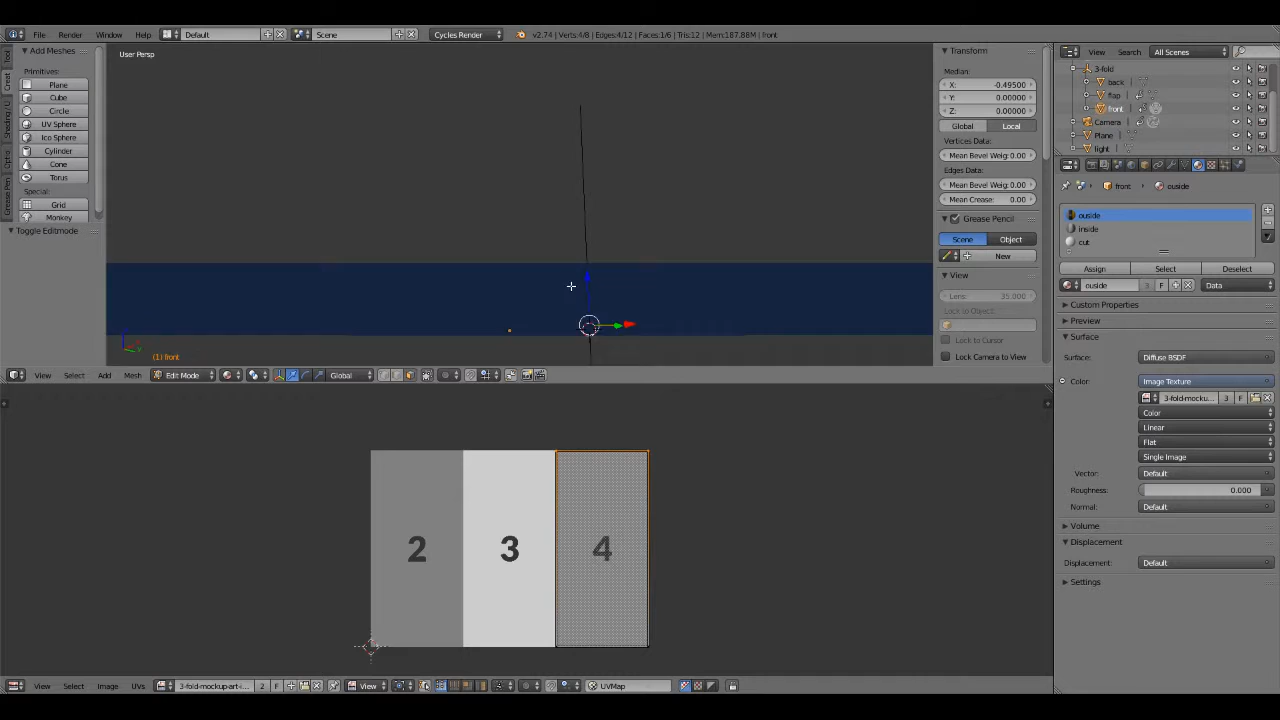 File Render Window Help Default Scene Cycles Render v2.74 | Verts:4/8 | Edges:4/12 | Faces:1/6 | Tris:12 | Mem:187.88M | front
Add Meshes
Primitives:
Plane
Cube
Circle
UV Sphere
Ico Sphere
Cylinder
Cone
Torus
Special:
Grid
Monkey
Toggle Editmode
User Persp
(1) front
Transform
Median:
X: -0.49500
Y: 0.00000
Z: 0.00000
Global Local
Vertices Data:
Mean Bevel Weig: 0.00
Edges Data:
Mean Bevel Weig: 0.00
Mean Crease: 0.00
Grease Pencil
Scene Object
New
View
Lens: 35.000
Lock to Object:
Lock to Cursor
Lock Camera to View
View Select Add Mesh Edit Mode Global
2 3 4
View Select Image UVs 3-fold-mockup-art-i... 2 F View UVMap
View Search All Scenes
3-fold
back
flap
front
Camera
Plane
light
front ouside
ouside
inside
cut
Assign Select Deselect
ouside 3 F Data
Custom Properties
Preview
Surface
Surface: Diffuse BSDF
Color: Image Texture
3-fold-mocku... 3 F
Color
Linear
Flat
Single Image
Vector: Default
Roughness: 0.000
Normal: Default
Volume
Displacement
Displacement: Default
Settings